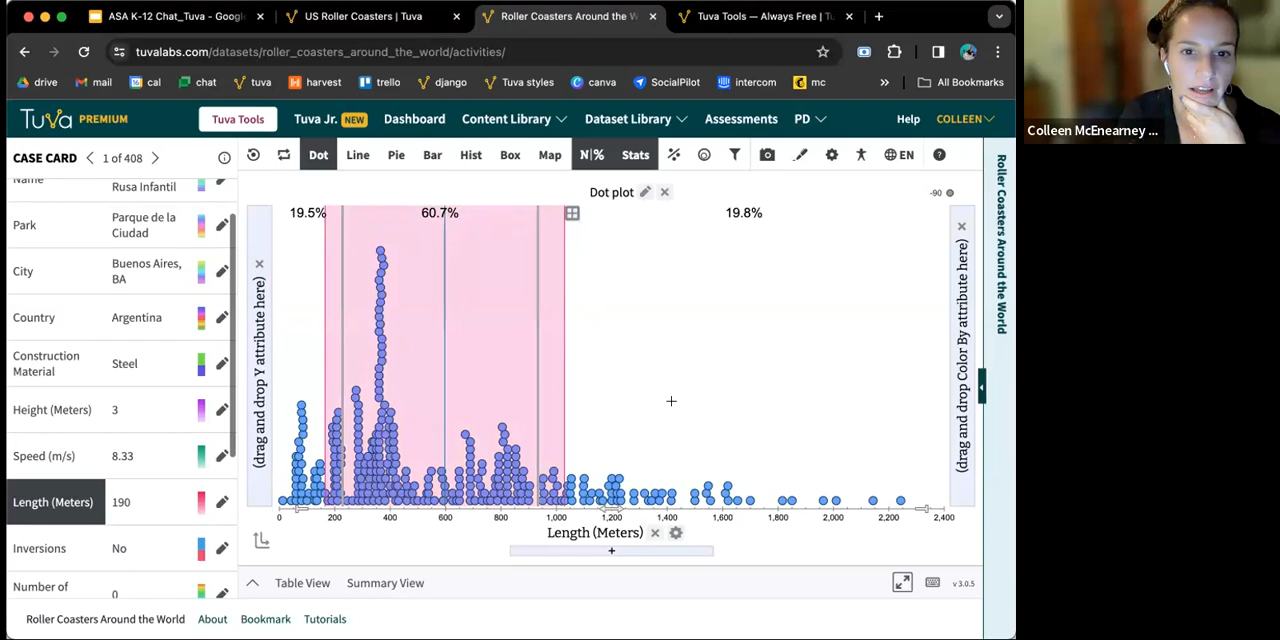 ASA K-12 Chat_Tuva - Googl
US Roller Coasters | Tuva
Roller Coasters Around the W
Tuva Tools — Always Free | Tu
tuvalabs.com/datasets/roller_coasters_around_the_world/activities/
drive
mail
cal
chat
tuva
harvest
trello
django
Tuva styles
canva
SocialPilot
intercom
mc
All Bookmarks
Tuva PREMIUM
Tuva Tools
Tuva Jr. NEW
Dashboard
Content Library
Dataset Library
Assessments
PD
Help
COLLEEN
CASE CARD
1 of 408
Dot
Line
Pie
Bar
Hist
Box
Map
N|%
Stats
EN
Name
Rusa Infantil
Park
Parque de la
Ciudad
City
Buenos Aires,
BA
Country
Argentina
Construction
Material
Steel
Height (Meters)
3
Speed (m/s)
8.33
Length (Meters)
190
Inversions
No
Number of
0
Dot plot
-90
19.5%
60.7%
19.8%
(drag and drop Y attribute here)
(drag and drop Color By attribute here)
0 200 400 600 800 1,000 1,200 1,400 1,600 1,800 2,000 2,200 2,400
Length (Meters)
+
Table View
Summary View
v 3.0.5
Roller Coasters Around the World
About
Bookmark
Tutorials
Roller Coasters Around the World
Colleen McEnearney ...